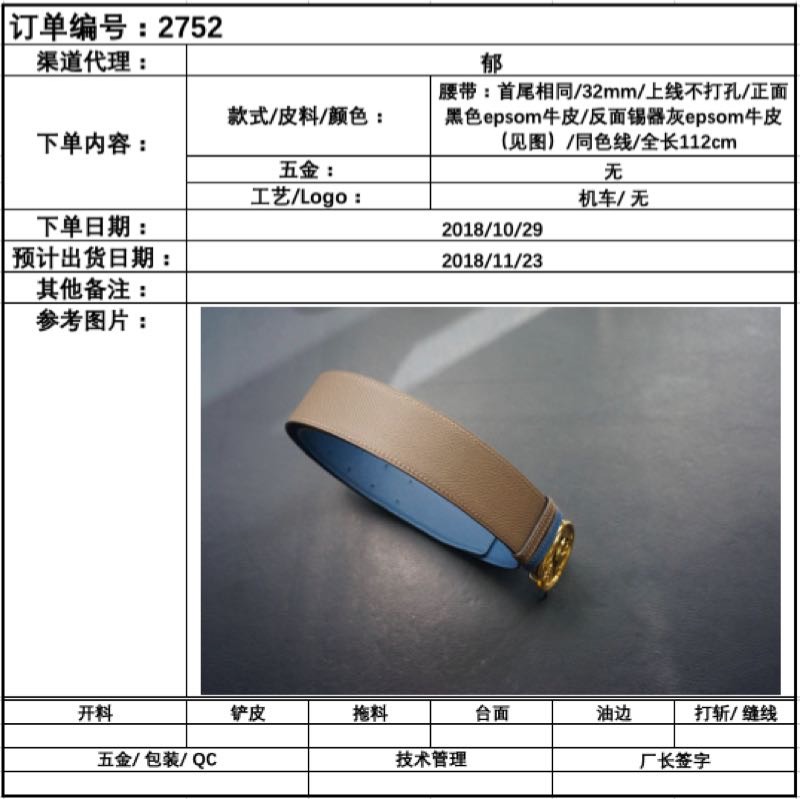 订单编号：2752
渠道代理：
郁
下单内容：
款式/皮料/颜色：
腰带：首尾相同/32mm/上线不打孔/正面
黑色epsom牛皮/反面锡器灰epsom牛皮
（见图）/同色线/全长112cm
五金：
无
工艺/Logo：
机车/ 无
下单日期：
2018/10/29
预计出货日期：
2018/11/23
其他备注：
参考图片：
开料
铲皮
拖料
台面
油边
打斩/ 缝线
五金/ 包装/ QC
技术管理
厂长签字